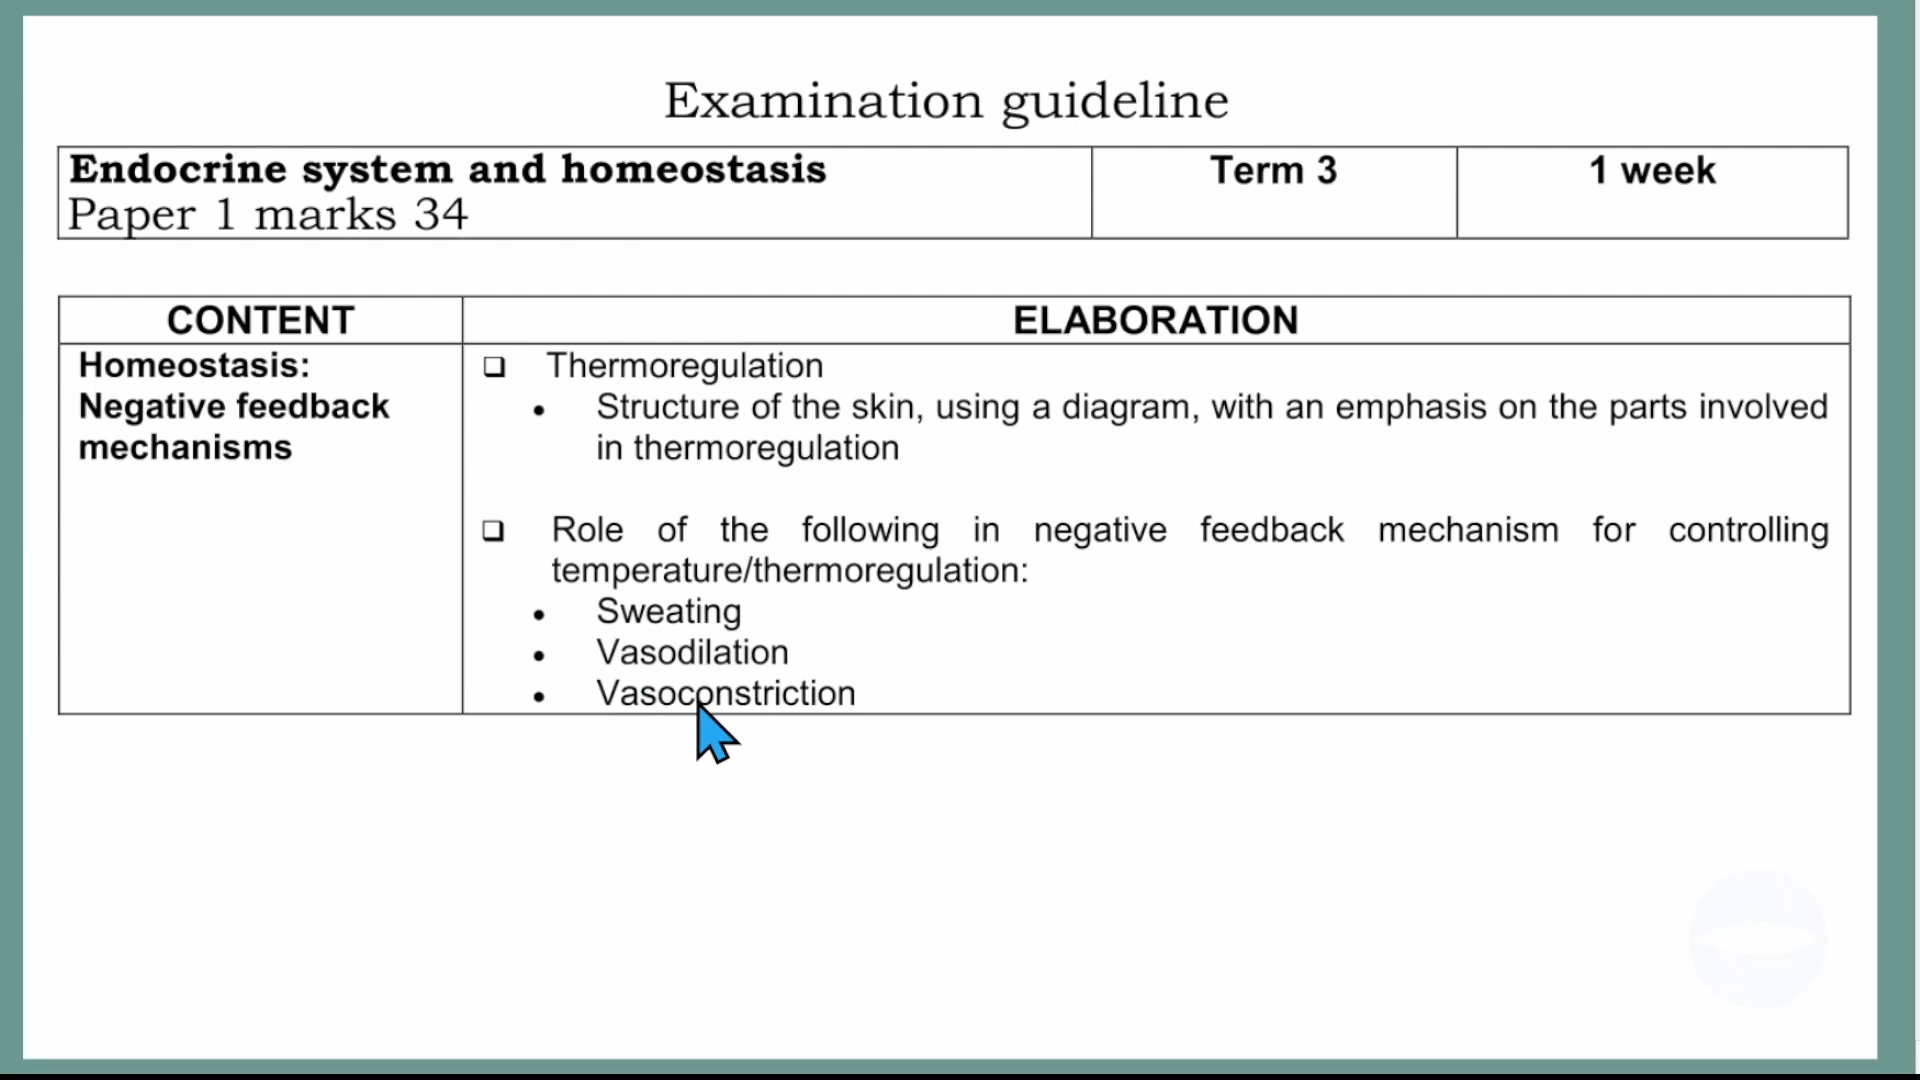 Examination guideline
Endocrine system and homeostasis
Paper 1 marks 34
Term 3
1 week
CONTENT
ELABORATION
Homeostasis:
Negative feedback
mechanisms
❑ Thermoregulation
• Structure of the skin, using a diagram, with an emphasis on the parts involved
in thermoregulation
❑ Role of the following in negative feedback mechanism for controlling
temperature/thermoregulation:
• Sweating
• Vasodilation
• Vasoconstriction